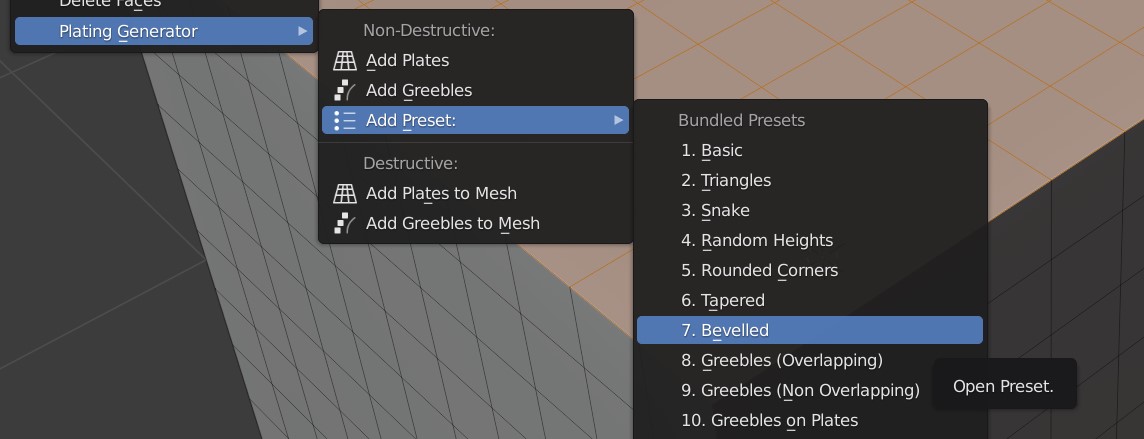 Delete Faces
Plating Generator
Non-Destructive:
Add Plates
Add Greebles
Add Preset:
Destructive:
Add Plates to Mesh
Add Greebles to Mesh
Bundled Presets
1. Basic
2. Triangles
3. Snake
4. Random Heights
5. Rounded Corners
6. Tapered
7. Bevelled
8. Greebles (Overlapping)
9. Greebles (Non Overlapping)
10. Greebles on Plates
Open Preset.